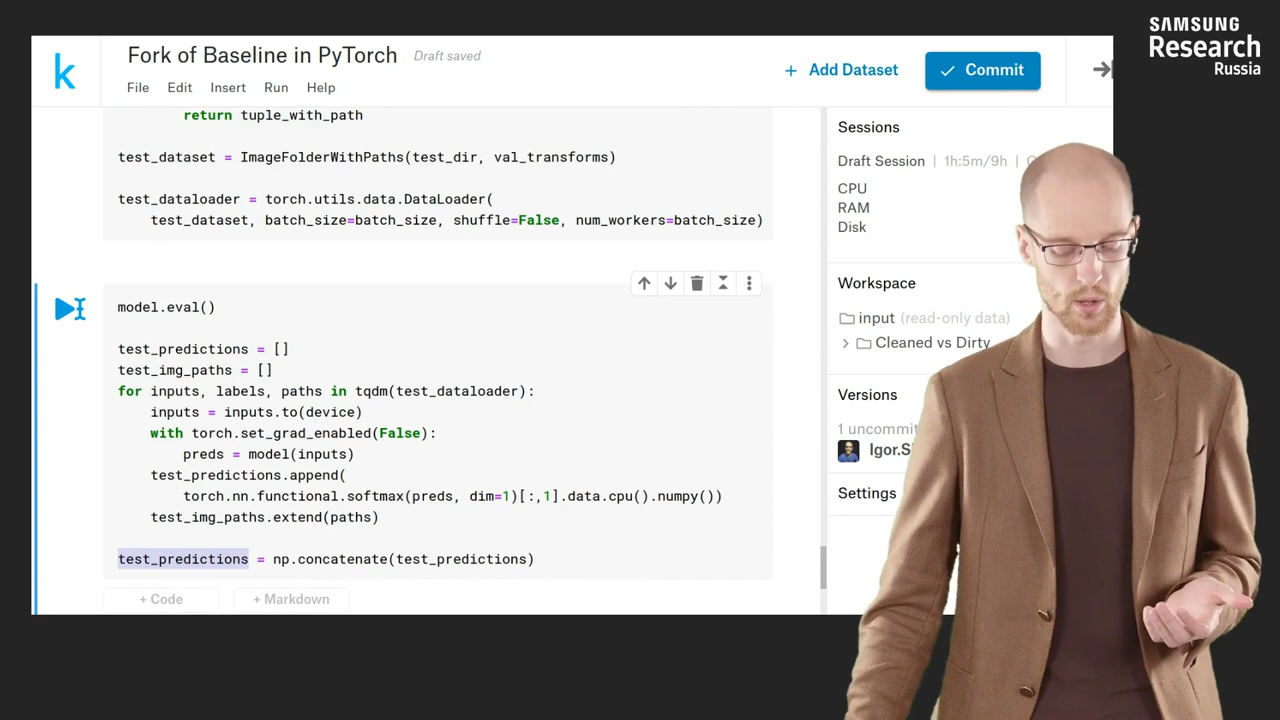 SAMSUNG
Research
Russia
k
Fork of Baseline in PyTorch Draft saved
+ Add Dataset
Commit
File Edit Insert Run Help
return tuple_with_path
test_dataset = ImageFolderWithPaths(test_dir, val_transforms)
test_dataloader = torch.utils.data.DataLoader(
test_dataset, batch_size=batch_size, shuffle=False, num_workers=batch_size)
model.eval()
test_predictions = []
test_img_paths = []
for inputs, labels, paths in tqdm(test_dataloader):
inputs = inputs.to(device)
with torch.set_grad_enabled(False):
preds = model(inputs)
test_predictions.append(
torch.nn.functional.softmax(preds, dim=1)[:,1].data.cpu().numpy())
test_img_paths.extend(paths)
test_predictions = np.concatenate(test_predictions)
+ Code + Markdown
Sessions
Draft Session | 1h:5m/9h |
CPU
RAM
Disk
Workspace
input (read-only data)
Cleaned vs Dirty
Versions
1 uncommit
Igor.S
Settings